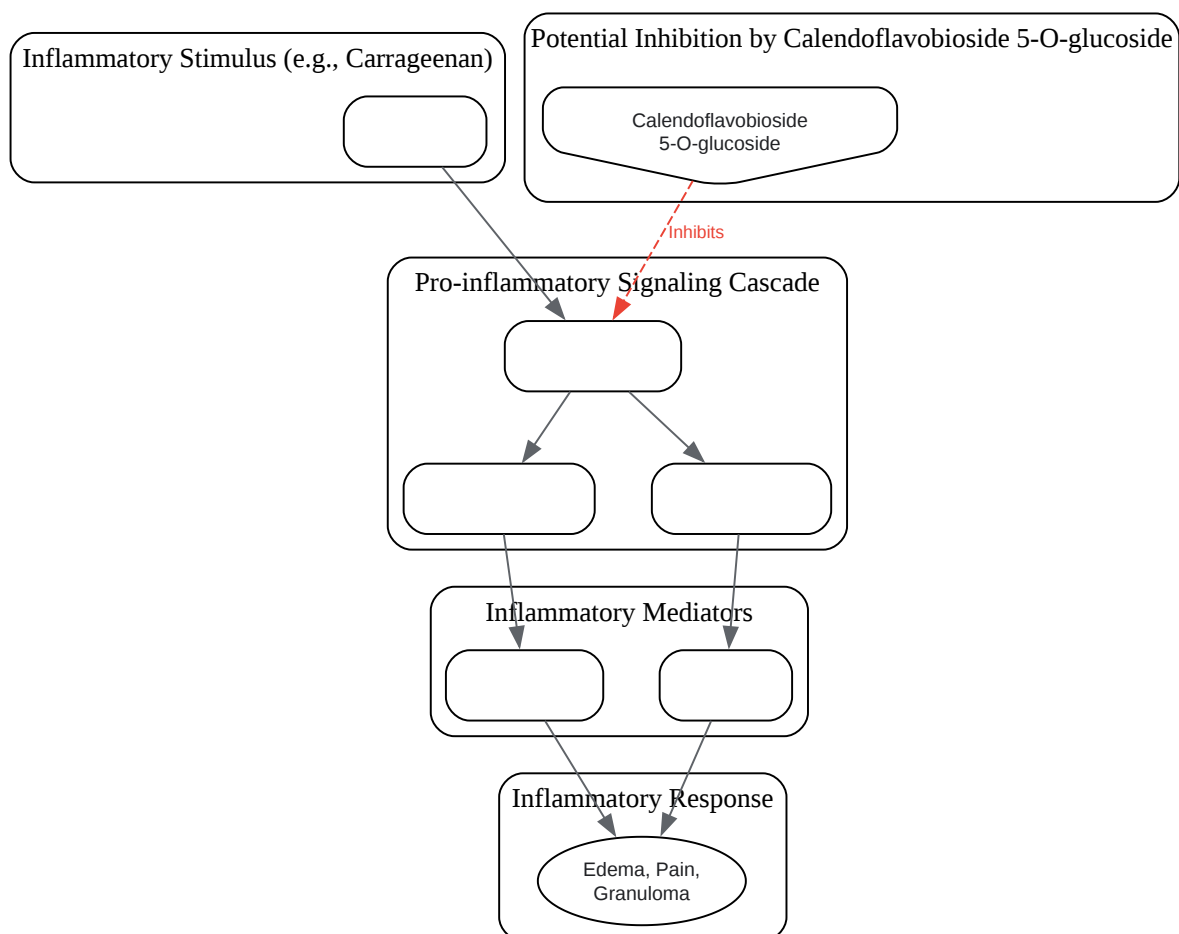 Inflammatory Stimulus (e.g., Carrageenan)
Potential Inhibition by Calendoflavobioside 5-O-glucoside
Calendoflavobioside
5-O-glucoside
Inhibits
Pro-inflammatory Signaling Cascade
Inflammatory Mediators
Inflammatory Response
Edema, Pain,
Granuloma